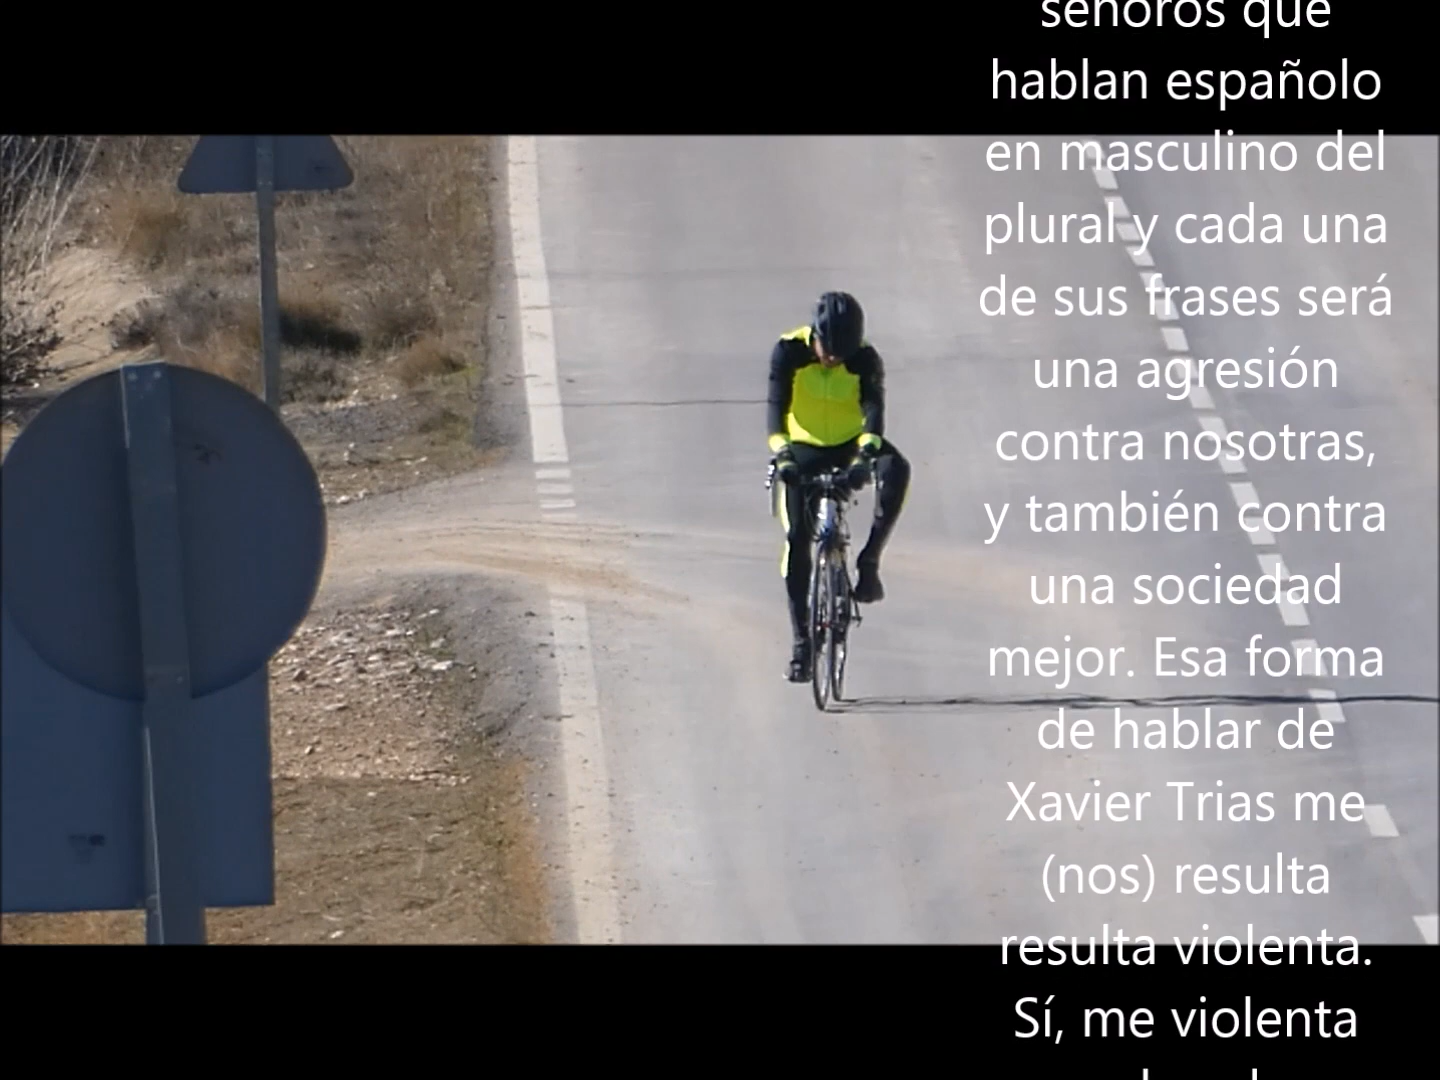 señoros que
hablan españolo
en masculino del
plural y cada una
de sus frases será
una agresión
contra nosotras,
y también contra
una sociedad
mejor. Esa forma
de hablar de
Xavier Trias me
(nos) resulta
resulta violenta.
Sí, me violenta